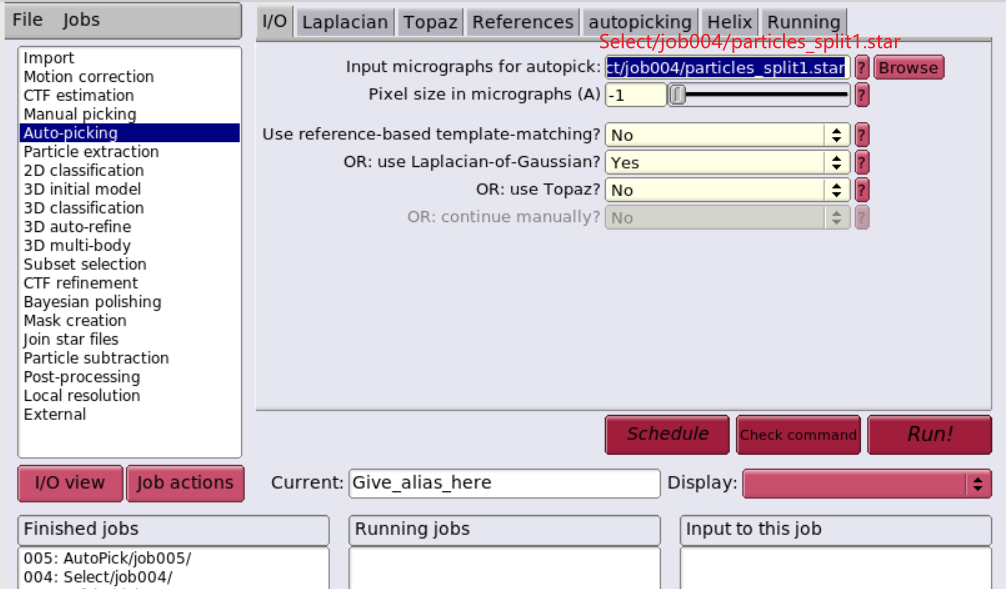 File Jobs
Import
Motion correction
CTF estimation
Manual picking
Auto-picking
Particle extraction
2D classification
3D initial model
3D classification
3D auto-refine
3D multi-body
Subset selection
CTF refinement
Bayesian polishing
Mask creation
Join star files
Particle subtraction
Post-processing
Local resolution
External
I/O view Job actions
I/O Laplacian Topaz References autopicking Helix Running
Select/job004/particles_split1.star
Input micrographs for autopick: ct/job004/particles_split1.star ? Browse
Pixel size in micrographs (A) -1 ?
Use reference-based template-matching? No ?
OR: use Laplacian-of-Gaussian? Yes ?
OR: use Topaz? No ?
OR: continue manually? No ?
Schedule Check command Run!
Current: Give_alias_here Display:
Finished jobs
005: AutoPick/job005/
004: Select/job004/
Running jobs
Input to this job